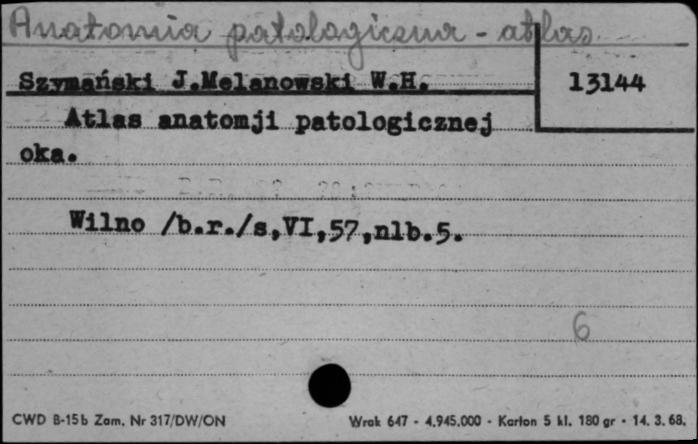 Anatomia patologiczna - atlas
Szymański J.Melanowski W.H.
13144
Atlas anatomji patologicznej
oka.
Wilno /b.r./s,VI,57,nlb.5.
6
CWD B-15b Zam. Nr 317/DW/ON
Wrak 647 - 4.945.000 - Karton 5 kl. 180 gr - 14. 3. 68.